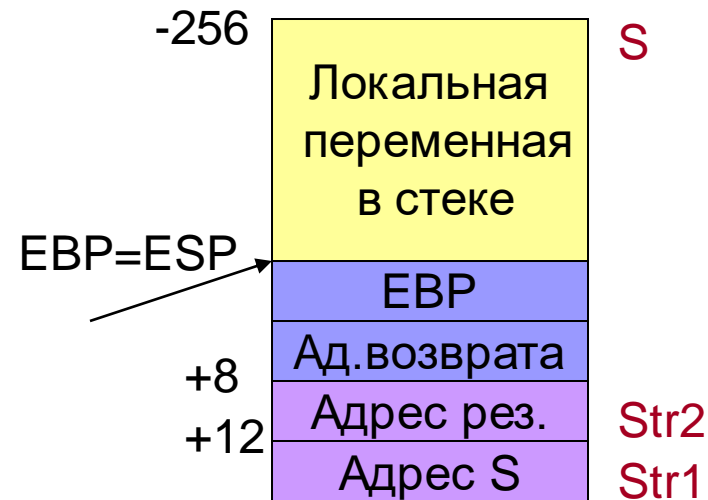 -256
S
Локальная
переменная
в стеке
EBP=ESP
EBP
Ад.возврата
+8
Адрес рез.
Str2
+12
Адрес S
Str1